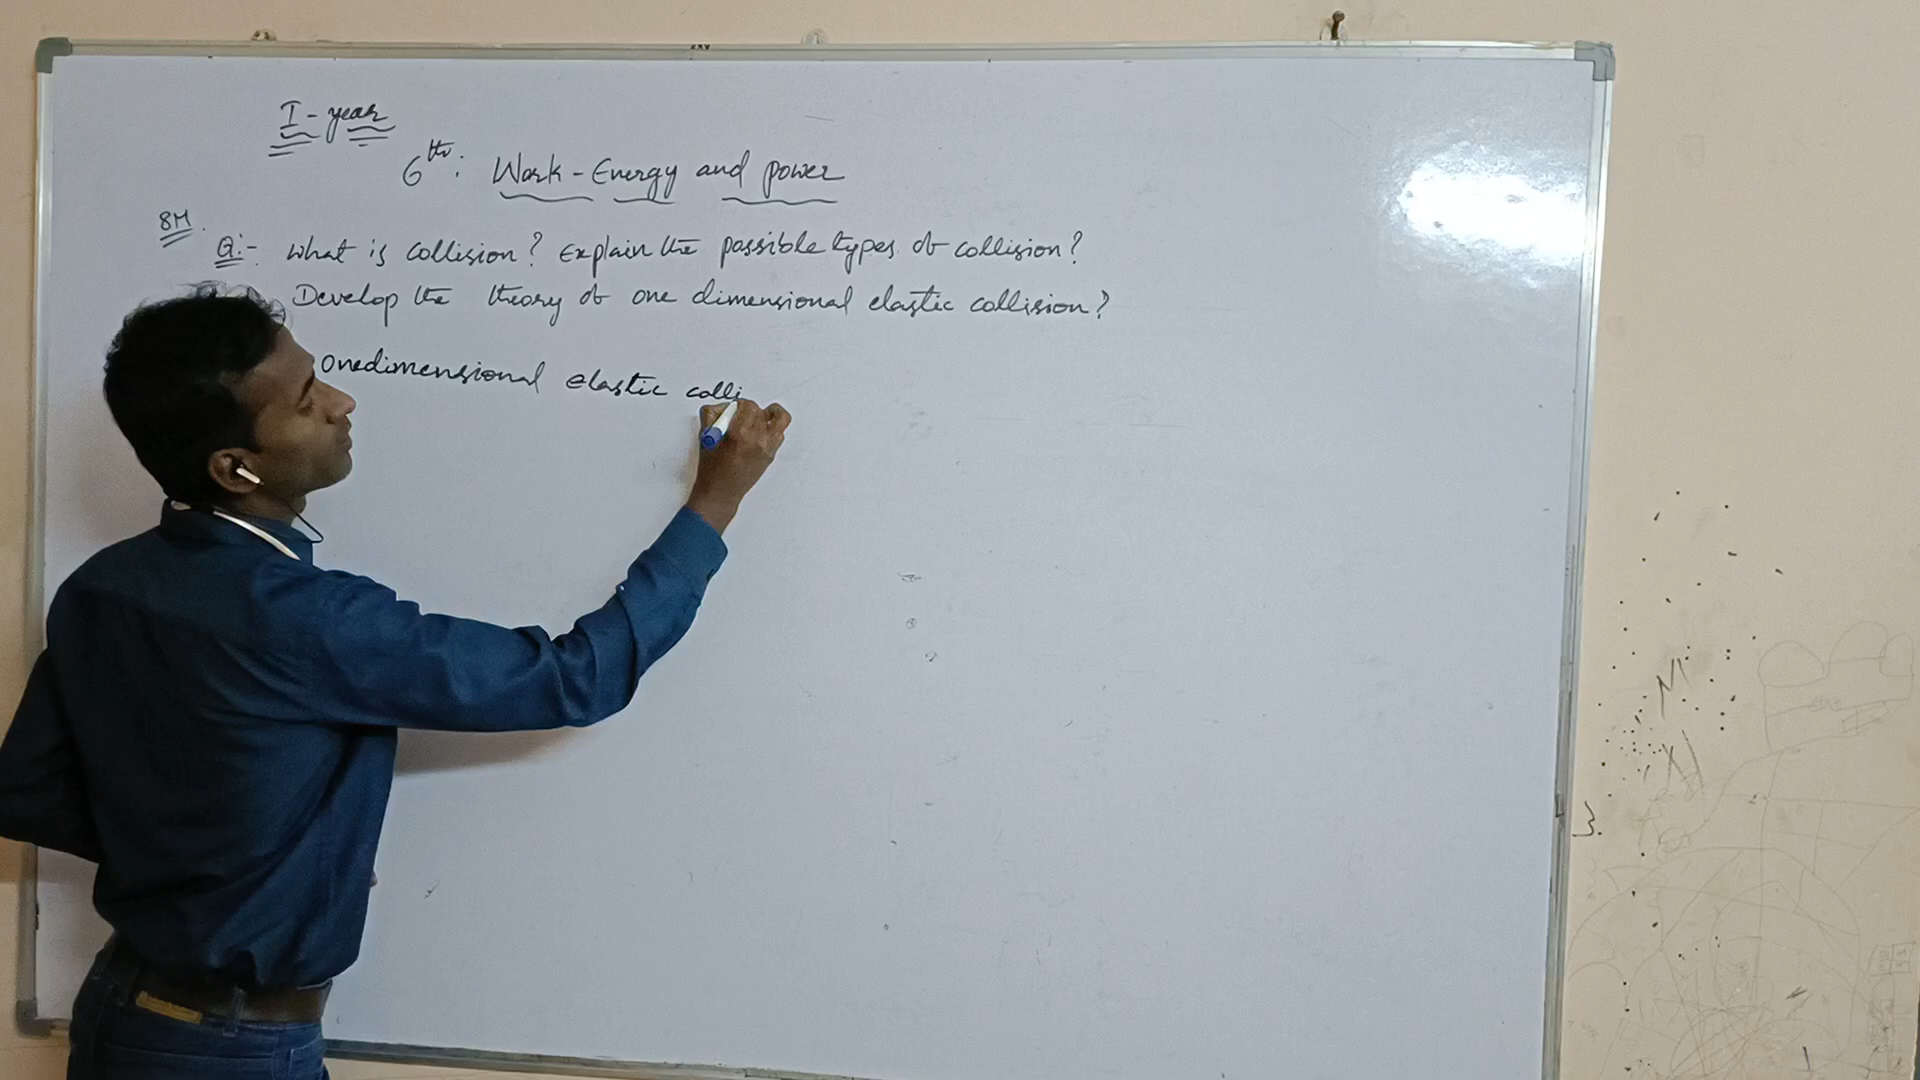 I - year
6th: Work - Energy and power
8M.
Q:- What is collision? Explain the possible types of collision?
Develop the theory of one dimensional elastic collision?
Onedimensional elastic colli